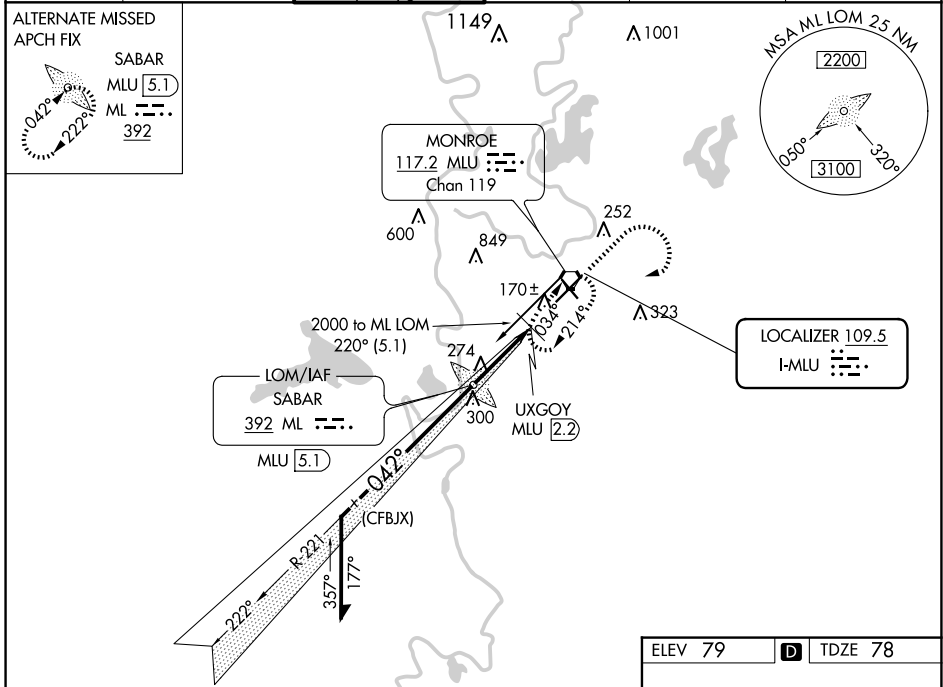 ALTERNATE MISSED
APCH FIX
SABAR
MLU 5.1
ML
392
042°
222°
1149
1001
MSA ML LOM 25 NM
2200
050°
320°
3100
MONROE
117.2 MLU
Chan 119
600
849
252
170±
034°
214°
323
2000 to ML LOM
220° (5.1)
274
LOCALIZER 109.5
I-MLU
LOM/IAF
SABAR
392 ML
MLU 5.1
300
UXGOY
MLU 2.2
042°
(CFBJX)
R-221
222°
357°
177°
ELEV 79 D TDZE 78